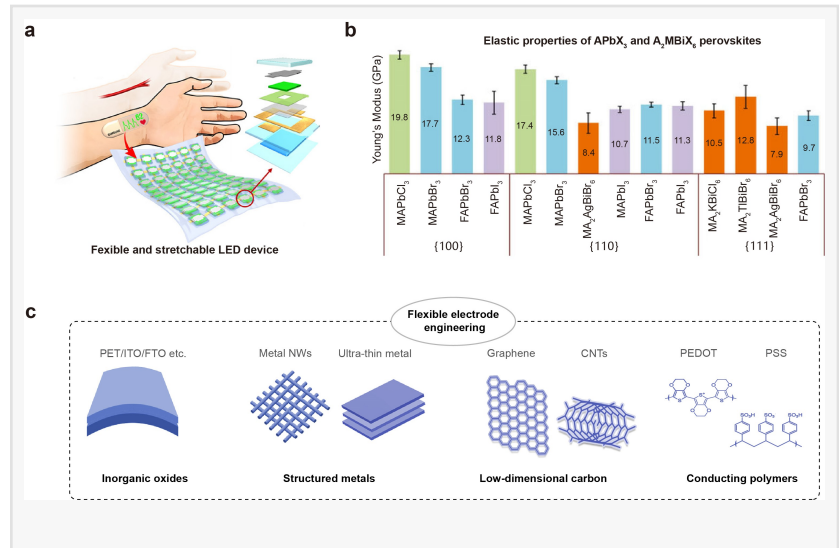 a
Fexible and stretchable LED device
b
Elastic properties of APbX₃ and A₂MBiX₆ perovskites
Young's Modus (GPa)
19.8
17.7
12.3
11.8
17.4
15.6
8.4
10.7
11.5
11.3
10.5
12.8
7.9
9.7
MAPbCl₃
MAPbBr₃
FAPbBr₃
FAPbI₃
MAPbCl₃
MAPbBr₃
MA₂AgBiBr₆
MAPbI₃
FAPbBr₃
FAPbI₃
MA₂KBiCl₆
MA₂TlBiBr₆
MA₂AgBiBr₆
FAPbBr₃
{100}
{110}
{111}
c
Flexible electrode
engineering
PET/ITO/FTO etc.
Metal NWs
Ultra-thin metal
Graphene
CNTs
PEDOT
PSS
Inorganic oxides
Structured metals
Low-dimensional carbon
Conducting polymers